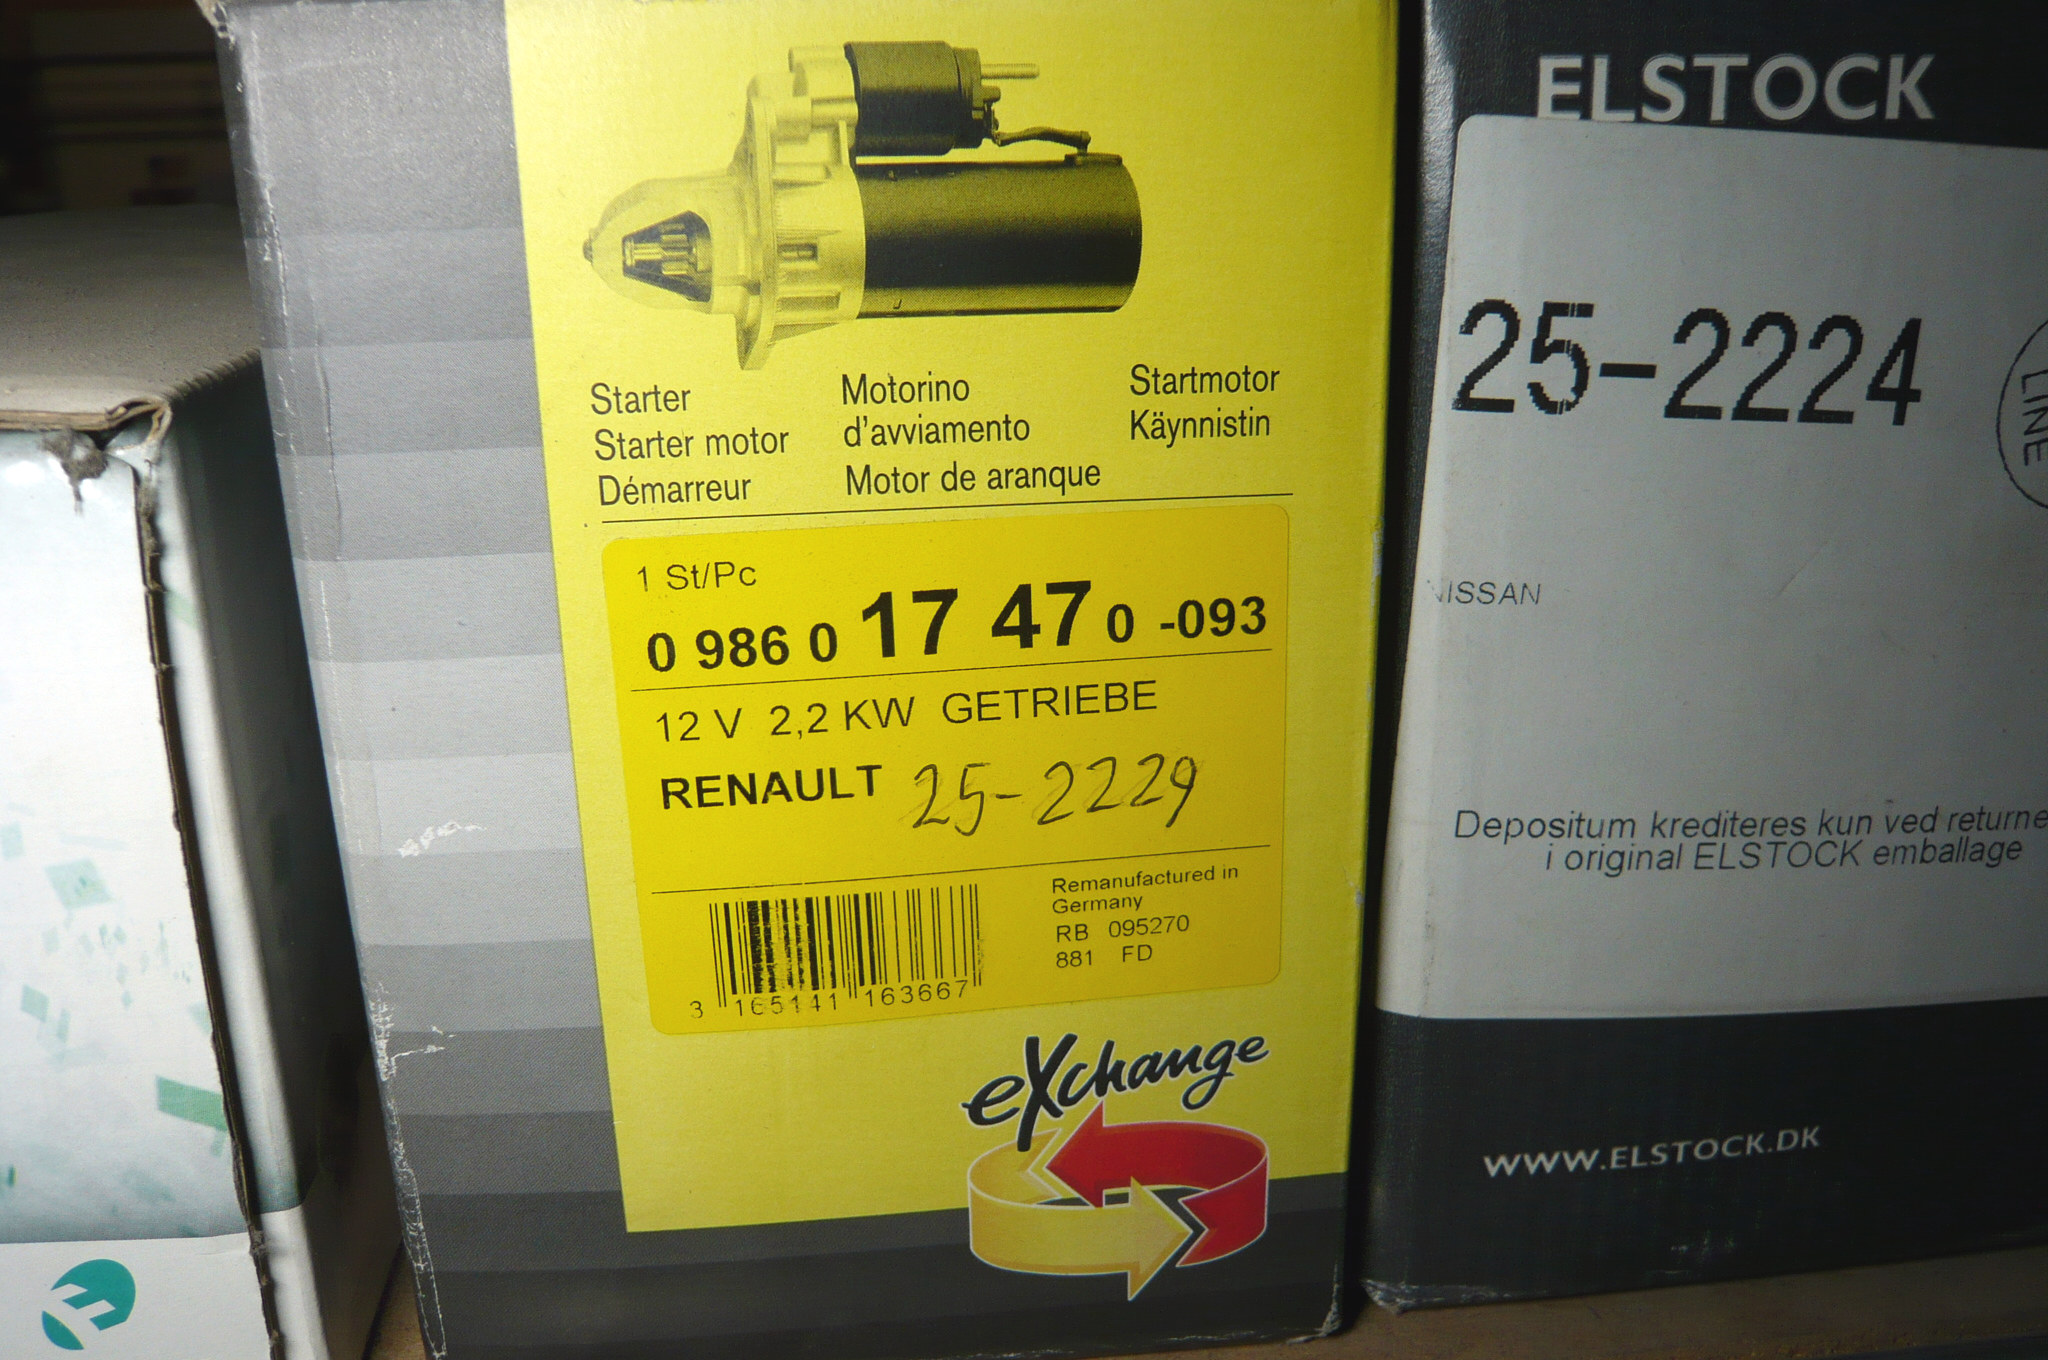 Starter
Starter motor
Démarreur
Motorino
d'avviamento
Motor de aranque
Startmotor
Käynnistin
1 St/Pc
0 986 0 17 47 0 -093
12 V 2,2 KW GETRIEBE
RENAULT 25-2229
3 165141 163667
Remanufactured in
Germany
RB 095270
881 FD
eXchange
ELSTOCK
25-2224
LINE
NISSAN
Depositum krediteres kun ved returne
i original ELSTOCK emballage
WWW.ELSTOCK.DK